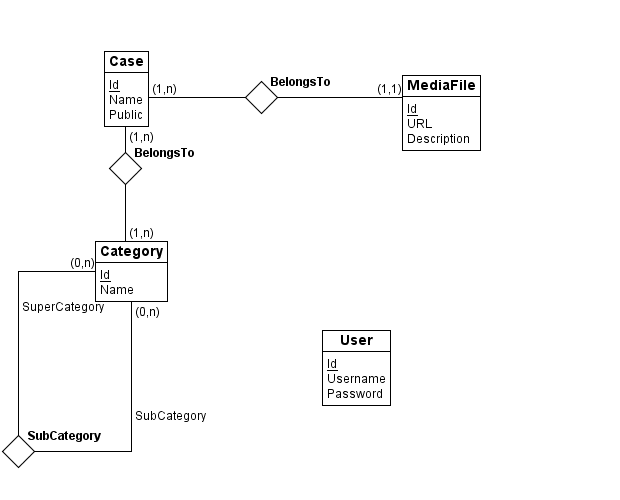 Case
Id
Name
Public
(1,n)
BelongsTo
(1,1)
MediaFile
Id
URL
Description
(1,n)
BelongsTo
(1,n)
Category
Id
Name
(0,n)
SuperCategory
(0,n)
SubCategory
SubCategory
User
Id
Username
Password